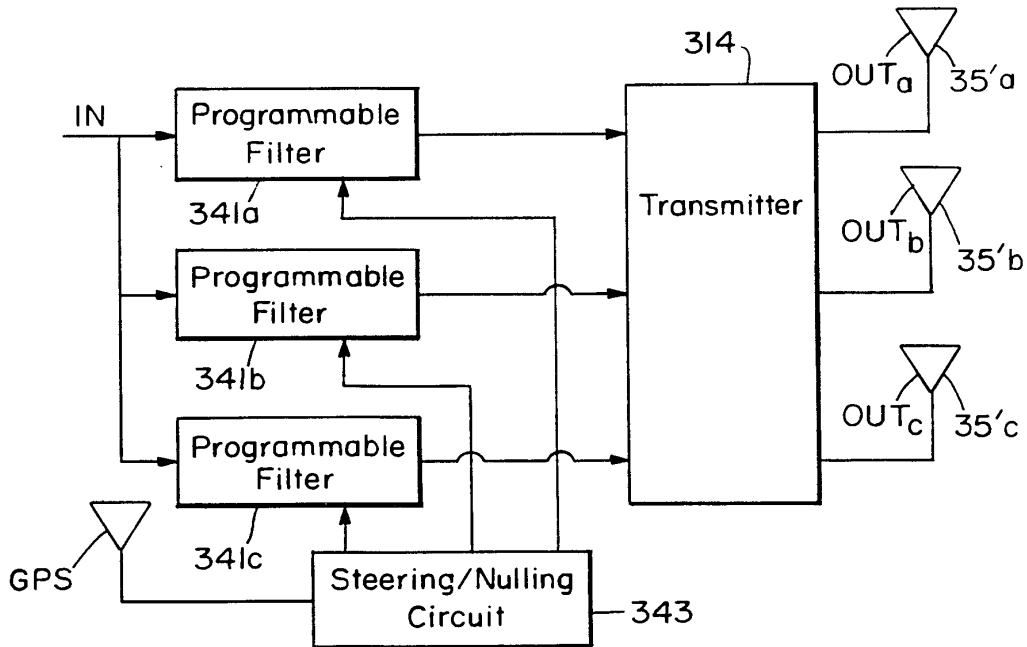 314
OUTa
35'a
IN
Programmable
Filter
341a
Transmitter
OUTb
35'b
Programmable
Filter
341b
OUTc
35'c
Programmable
Filter
341c
GPS
Steering/Nulling
Circuit
343